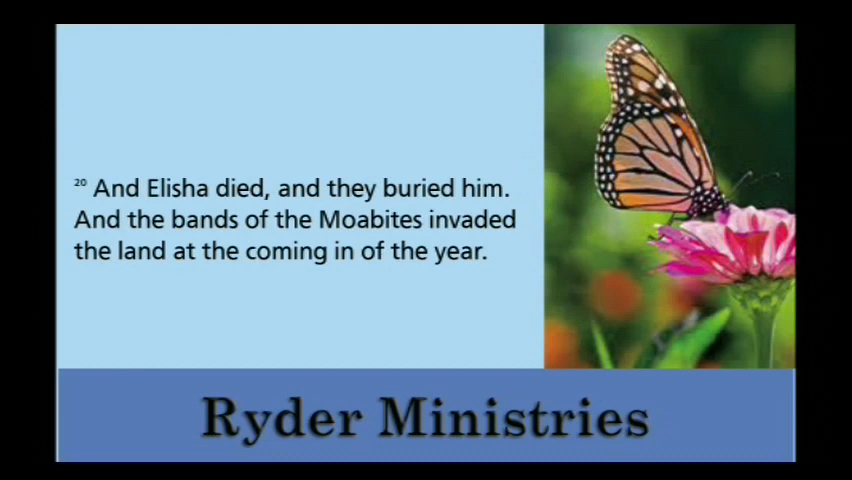 20 And Elisha died, and they buried him.
And the bands of the Moabites invaded
the land at the coming in of the year.
Ryder Ministries